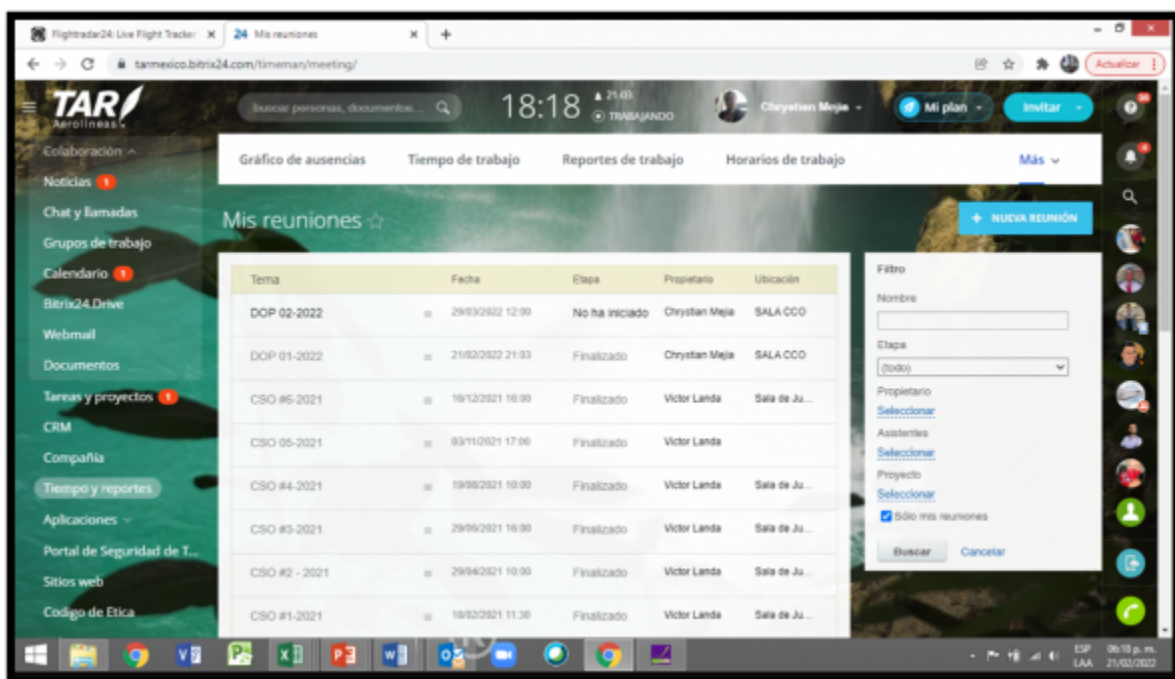 Flightradar24: Live Flight Tracker
24 Mis reuniones
tarmexico.bitrix24.com/timeman/meeting/
Actualizar
TAR
Aerolíneas
buscar personas, documentos...
18:18
21:03
TRABAJANDO
Chrystian Mejia
Mi plan
Invitar
Colaboración
Noticias 1
Chat y llamadas
Grupos de trabajo
Calendario 1
Bitrix24.Drive
Webmail
Documentos
Tareas y proyectos 1
CRM
Compañía
Tiempo y reportes
Aplicaciones
Portal de Seguridad de T...
Sitios web
Codigo de Etica
Gráfico de ausencias Tiempo de trabajo Reportes de trabajo Horarios de trabajo Más
Mis reuniones
+ NUEVA REUNIÓN
Tema Fecha Etapa Propietario Ubicación
DOP 02-2022 29/03/2022 12:00 No ha iniciado Chrystian Mejia SALA CCO
DOP 01-2022 21/02/2022 21:03 Finalizado Chrystian Mejia SALA CCO
CSO #6-2021 16/12/2021 16:00 Finalizado Victor Landa Sala de Ju...
CSO 05-2021 03/11/2021 17:00 Finalizado Victor Landa
CSO #4-2021 19/08/2021 10:00 Finalizado Victor Landa Sala de Ju...
CSO #3-2021 29/06/2021 16:00 Finalizado Victor Landa Sala de Ju...
CSO #2 - 2021 29/04/2021 10:00 Finalizado Victor Landa Sala de Ju...
CSO #1-2021 18/02/2021 11:30 Finalizado Victor Landa Sala de Ju...
Filtro
Nombre
Etapa
(todo)
Propietario
Seleccionar
Asistentes
Seleccionar
Proyecto
Seleccionar
Sólo mis reuniones
Buscar Cancelar
ESP 06:18 p. m.
LAA 21/02/2022